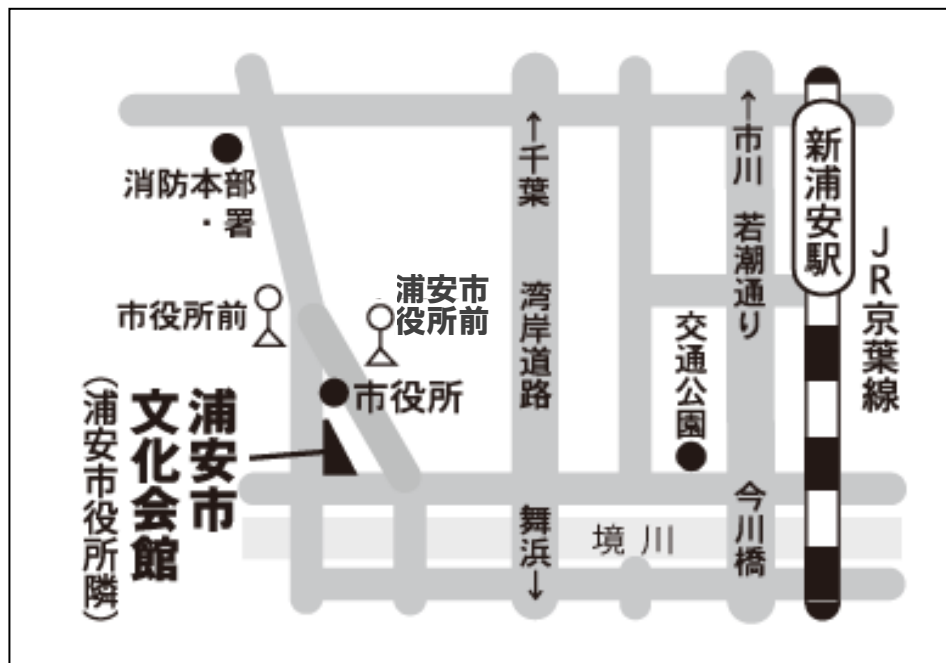 消防本部
・署
市役所前
浦安市
役所前
市役所
浦安市
文化会館
（浦安市役所隣）
↑千葉
湾岸道路
舞浜↓
↑市川
若潮通り
交通公園
今川橋
境川
新浦安駅
JR京葉線